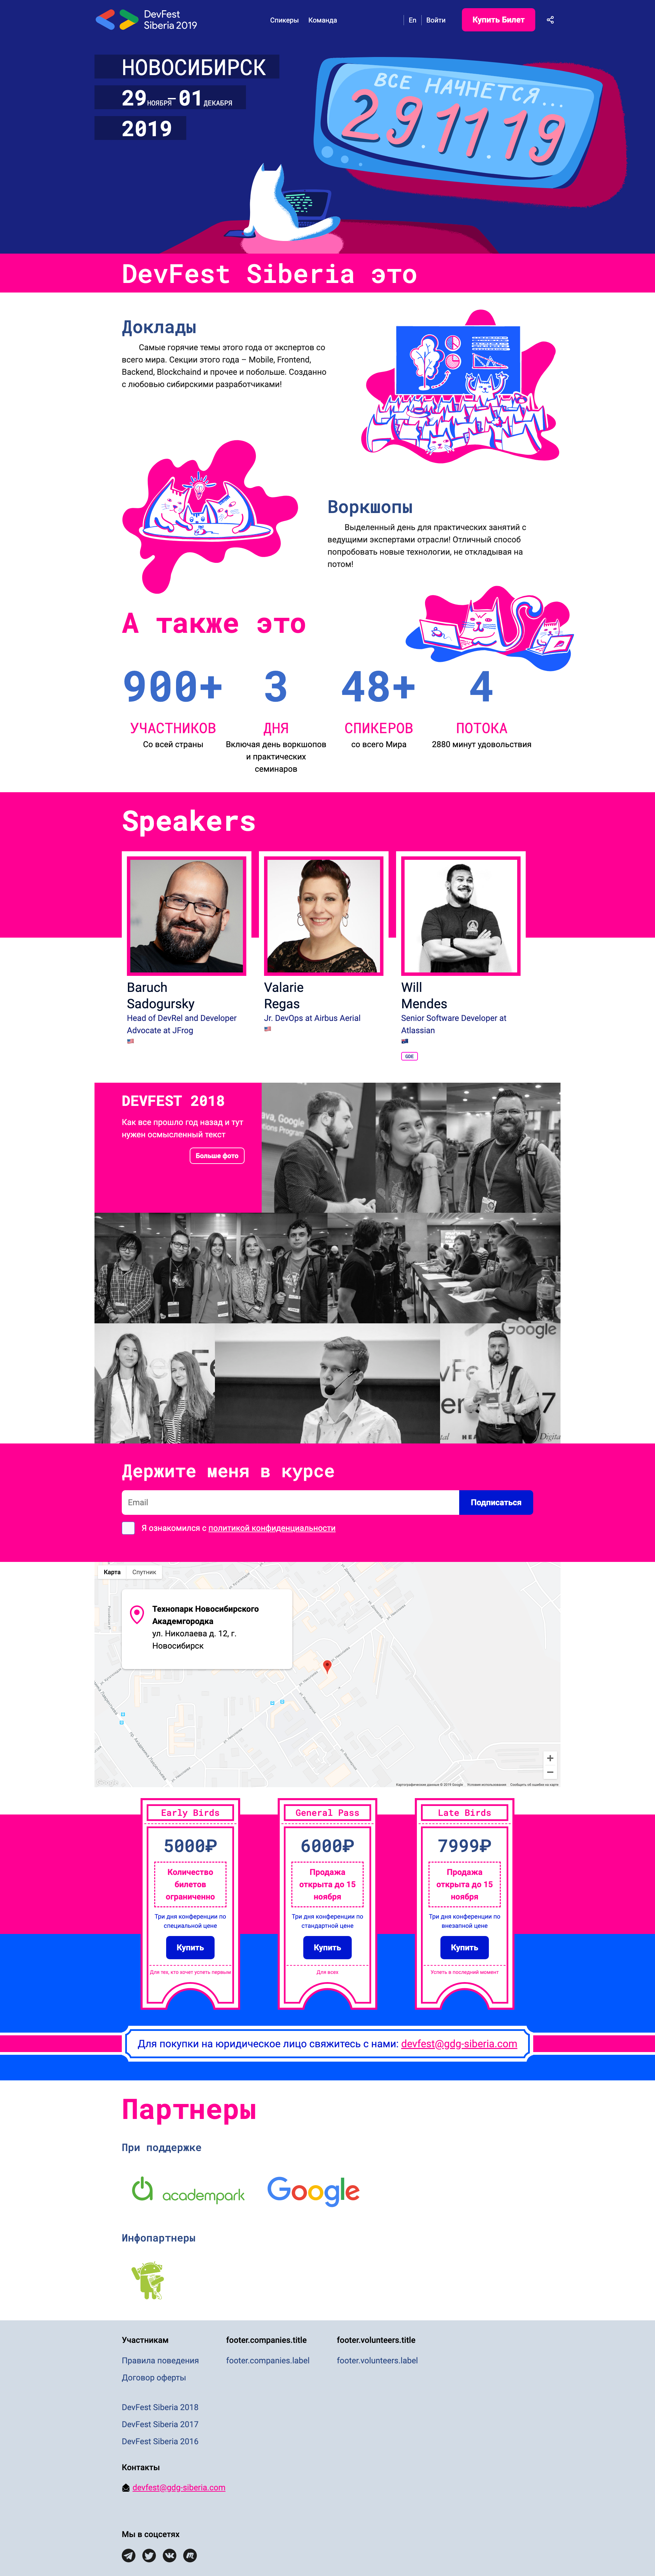 DevFest
Siberia 2019
Спикеры Команда
En Войти
Купить Билет
НОВОСИБИРСК
29 НОЯБРЯ – 01 ДЕКАБРЯ
2019
ВСЕ НАЧНЕТСЯ...
29.11.19
DevFest Siberia это
Доклады
Самые горячие темы этого года от экспертов со
всего мира. Секции этого года – Mobile, Frontend,
Backend, Blockchaind и прочее и побольше. Созданно
с любовью сибирскими разработчиками!
Воркшопы
Выделенный день для практических занятий с
ведущими экспертами отрасли! Отличный способ
попробовать новые технологии, не откладывая на
потом!
А также это
900+ 3 48+ 4
УЧАСТНИКОВ ДНЯ СПИКЕРОВ ПОТОКА
Со всей страны
Включая день воркшопов
и практических
семинаров
со всего Мира
2880 минут удовольствия
Speakers
Baruch
Sadogursky
Head of DevRel and Developer
Advocate at JFrog
Valarie
Regas
Jr. DevOps at Airbus Aerial
Will
Mendes
Senior Software Developer at
Atlassian
GDE
DEVFEST 2018
Как все прошло год назад и тут
нужен осмысленный текст
Больше фото
Google
Держите меня в курсе
Email
Подписаться
Я ознакомился с политикой конфиденциальности
Карта Спутник
Технопарк Новосибирского
Академгородка
ул. Николаева д. 12, г.
Новосибирск
Картографические данные © 2019 Google Условия использования Сообщить об ошибке на карте
Early Birds
5000₽
Количество
билетов
ограниченно
Три дня конференции по
специальной цене
Купить
Для тех, кто хочет успеть первым
General Pass
6000₽
Продажа
открыта до 15
ноября
Три дня конференции по
стандартной цене
Купить
Для всех
Late Birds
7999₽
Продажа
открыта до 15
ноября
Три дня конференции по
внезапной цене
Купить
Успеть в последний момент
Для покупки на юридическое лицо свяжитесь с нами: devfest@gdg-siberia.com
Партнеры
При поддержке
academpark
Google
Инфопартнеры
Участникам
Правила поведения
Договор оферты
footer.companies.title
footer.companies.label
footer.volunteers.title
footer.volunteers.label
DevFest Siberia 2018
DevFest Siberia 2017
DevFest Siberia 2016
Контакты
devfest@gdg-siberia.com
Мы в соцсетях